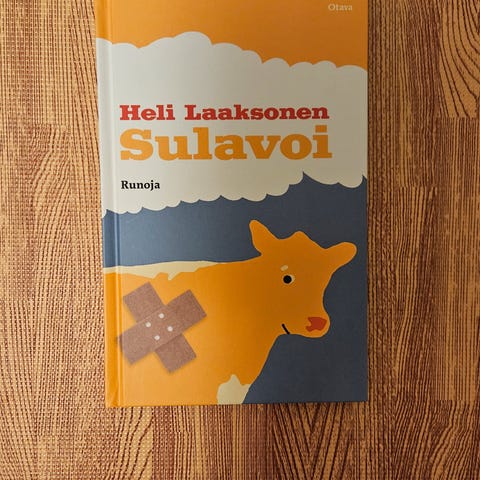 Otava
Heli Laaksonen
Sulavoi
Runoja